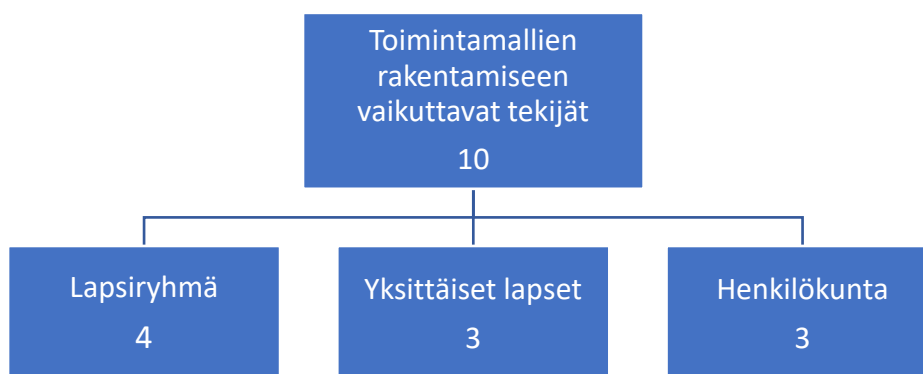 Toimintamallien
rakentamiseen
vaikuttavat tekijät
10
Lapsiryhmä
4
Yksittäiset lapset
3
Henkilökunta
3